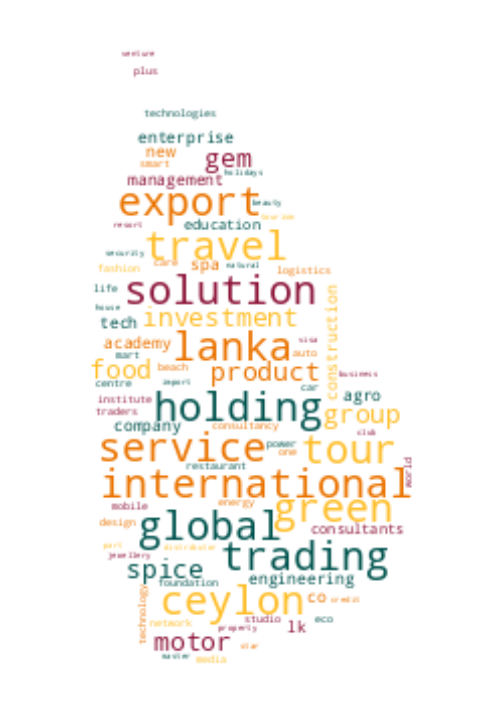 venture
plus
technologies
enterprise
new
gem
smart
holidays
management
export
beauty
tourism
resort
education
travel
security
care
spa
natural
fashion
logistics
life
solution
house
construction
tech
investment
academy
lanka
visa
mart
auto
food
beach
product
business
centre
import
car
institute
holding
agro
traders
group
company
consultancy
club
service
power
tour
one
restaurant
world
international
mobile
energy
green
design
global
consultants
part
distributor
jewellery
trading
spice
foundation
engineering
technology
ceylon
co
credit
network
studio
eco
property
lk
motor
star
master
media